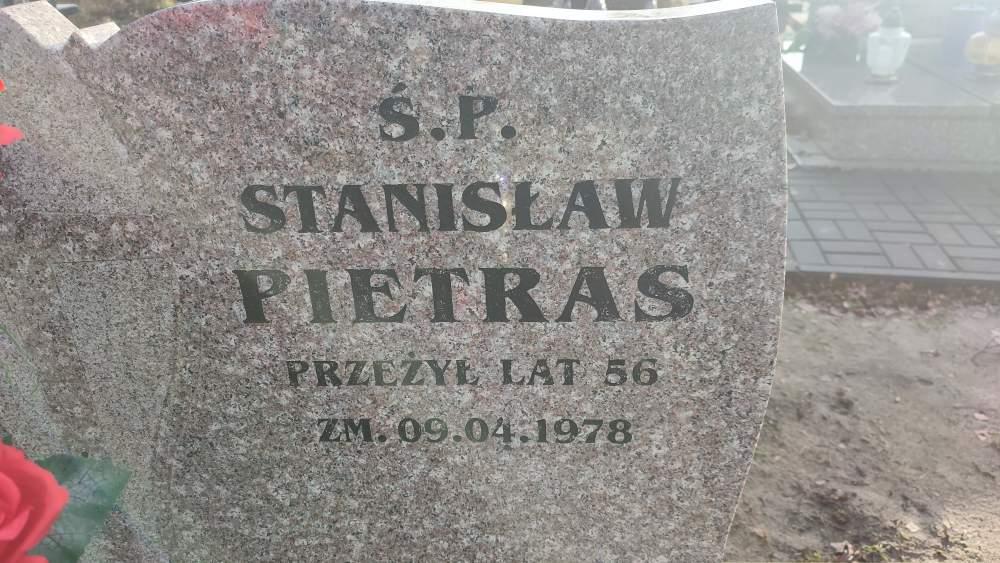 Ś.P.
STANISŁAW
PIETRAS
PRZEŻYŁ LAT 56
ZM. 09.04.1978